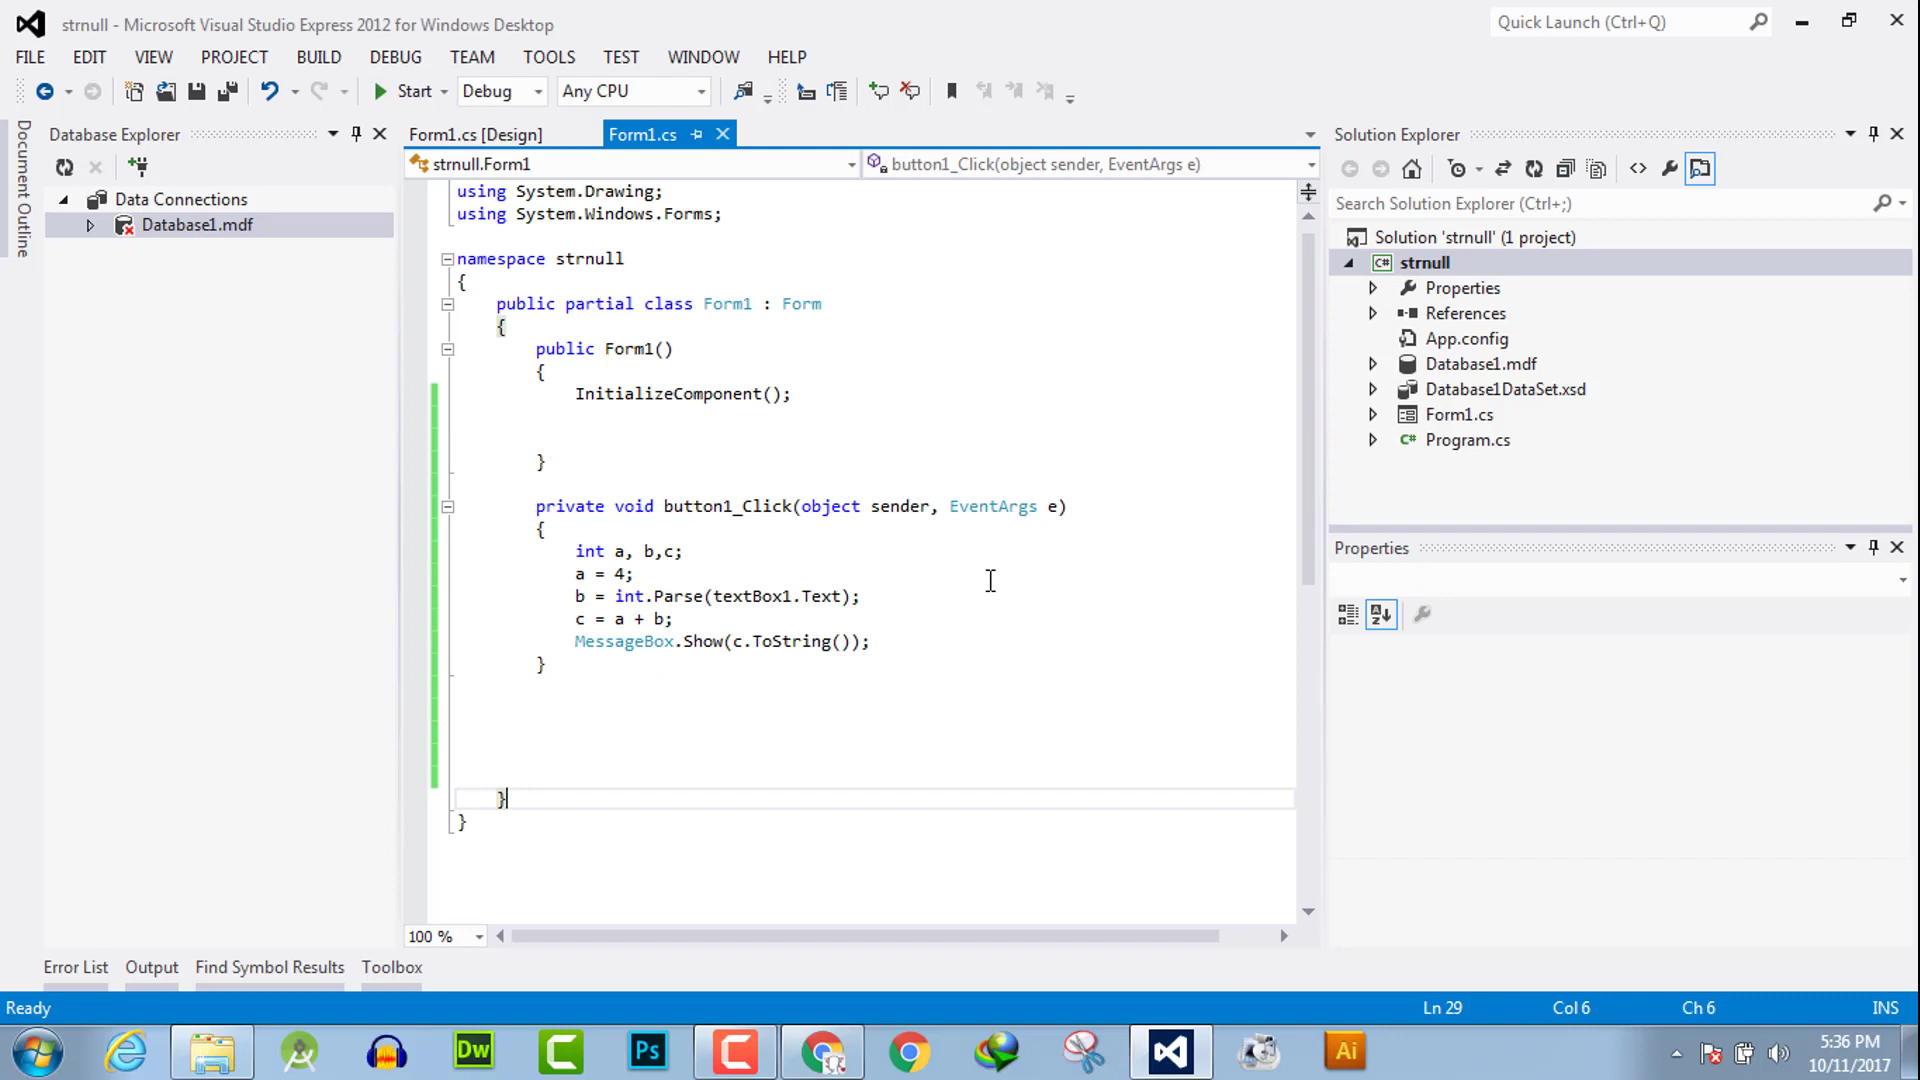 strnull - Microsoft Visual Studio Express 2012 for Windows Desktop
Quick Launch (Ctrl+Q)
FILE EDIT VIEW PROJECT BUILD DEBUG TEAM TOOLS TEST WINDOW HELP
Start Debug Any CPU
Document Outline
Database Explorer
Data Connections
Database1.mdf
Form1.cs [Design] Form1.cs
strnull.Form1 button1_Click(object sender, EventArgs e)
using System.Drawing;
using System.Windows.Forms;
namespace strnull
{
public partial class Form1 : Form
{
public Form1()
{
InitializeComponent();
}
private void button1_Click(object sender, EventArgs e)
{
int a, b,c;
a = 4;
b = int.Parse(textBox1.Text);
c = a + b;
MessageBox.Show(c.ToString());
}
}
}
100 %
Solution Explorer
Search Solution Explorer (Ctrl+;)
Solution 'strnull' (1 project)
C# strnull
Properties
References
App.config
Database1.mdf
Database1DataSet.xsd
Form1.cs
C# Program.cs
Properties
Error List Output Find Symbol Results Toolbox
Ready Ln 29 Col 6 Ch 6 INS
Dw Ps Ai
5:36 PM
10/11/2017